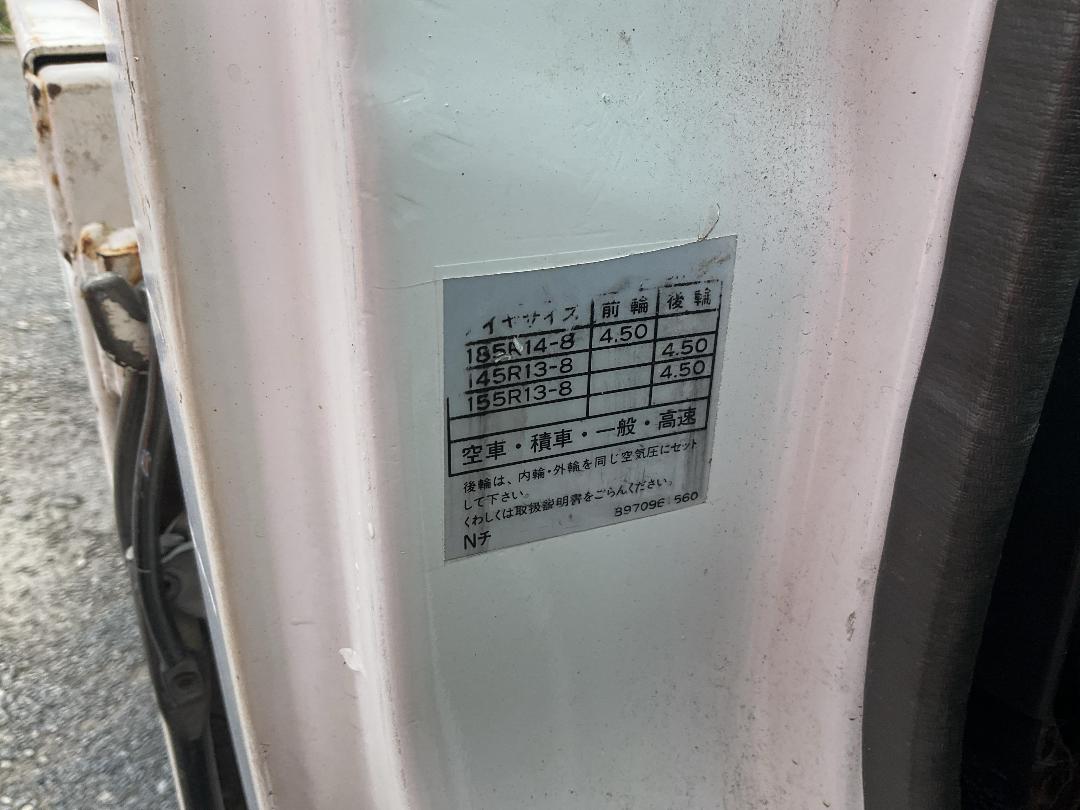 イヤサイズ 前輪 後輪
185R14-8 4.50
145R13-8 4.50
155R13-8 4.50
空車・積車・一般・高速
後輪は、内輪・外輪を同じ空気圧にセット
して下さい。
くわしくは取扱説明書をごらんください。
897096 560
Nチ